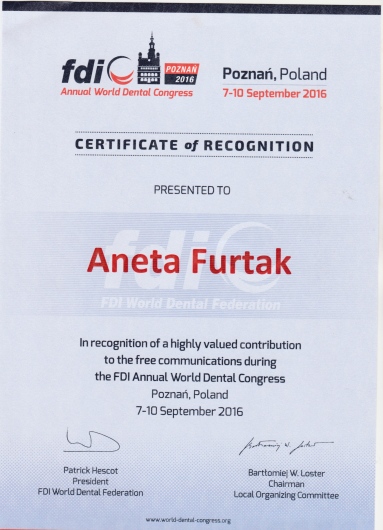 fdi
POZNAŃ
2016
Annual World Dental Congress
Poznań, Poland
7-10 September 2016
CERTIFICATE of RECOGNITION
PRESENTED TO
fdi
Aneta Furtak
FDI World Dental Federation
In recognition of a highly valued contribution
to the free communications during
the FDI Annual World Dental Congress
Poznań, Poland
7-10 September 2016
Patrick Hescot
President
FDI World Dental Federation
Bartłomiej W. Loster
Chairman
Local Organizing Committee
www.world-dental-congress.org